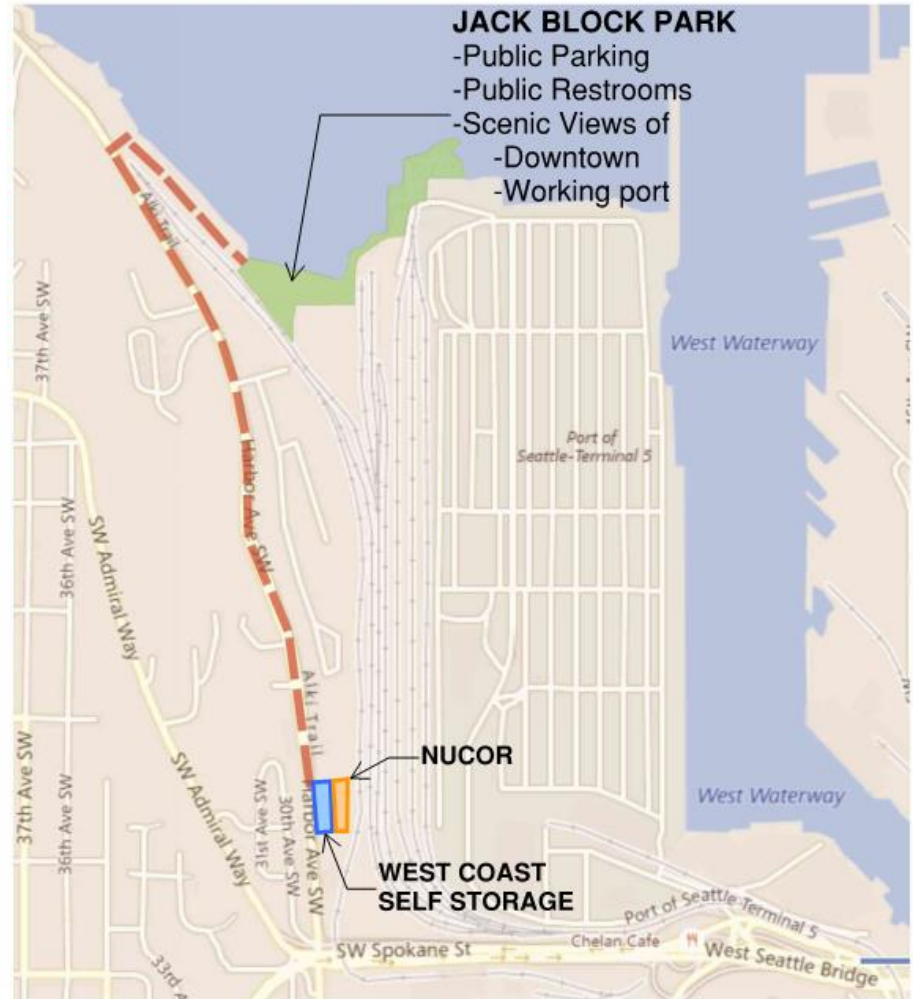 JACK BLOCK PARK
-Public Parking
-Public Restrooms
-Scenic Views of
-Downtown
-Working port
Alki Trail
37th Ave SW
West Waterway
Port of
Seattle-Terminal 5
Harbor Ave SW
36th Ave SW
SW Admiral Way
Alki Trail
NUCOR
37th Ave SW
36th Ave SW
SW Admiral Way
31st Ave SW
30th Ave SW
Harbor Ave SW
West Waterway
WEST COAST
SELF STORAGE
Port of Seattle-Terminal 5
SW Spokane St
Chelan Cafe
West Seattle Bridge
33rd A